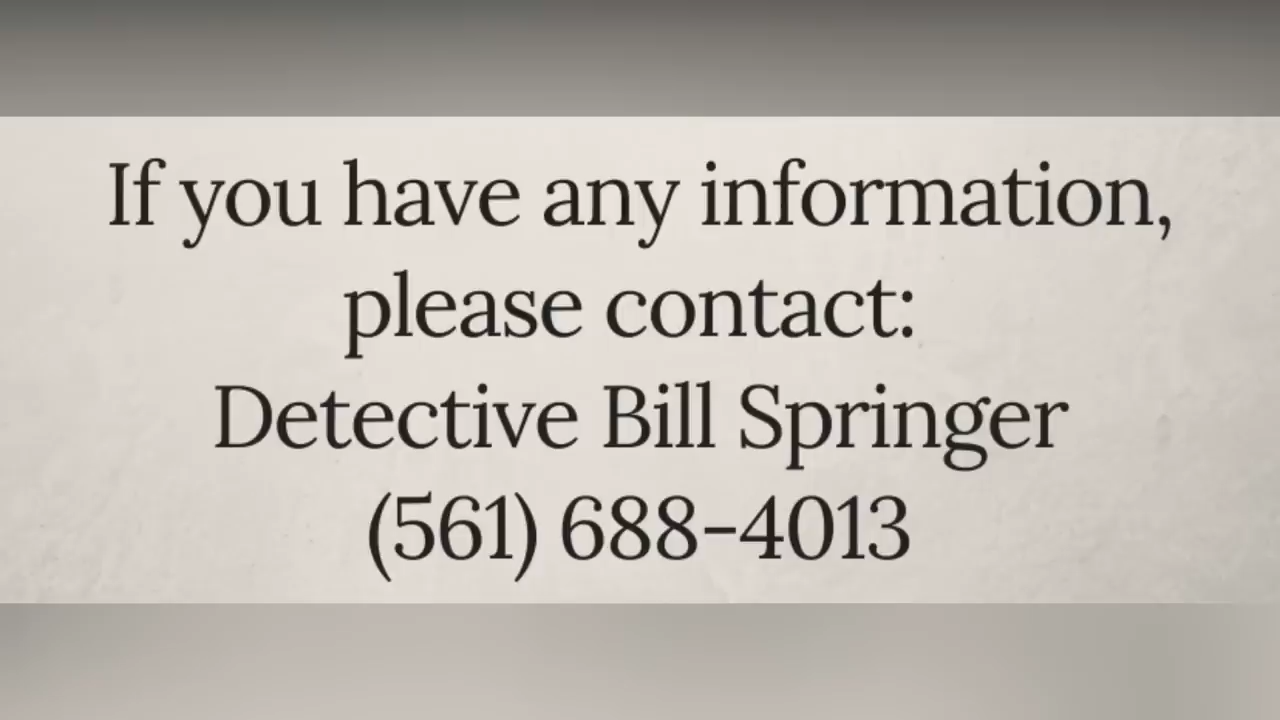 If you have any information,
please contact:
Detective Bill Springer
(561) 688-4013